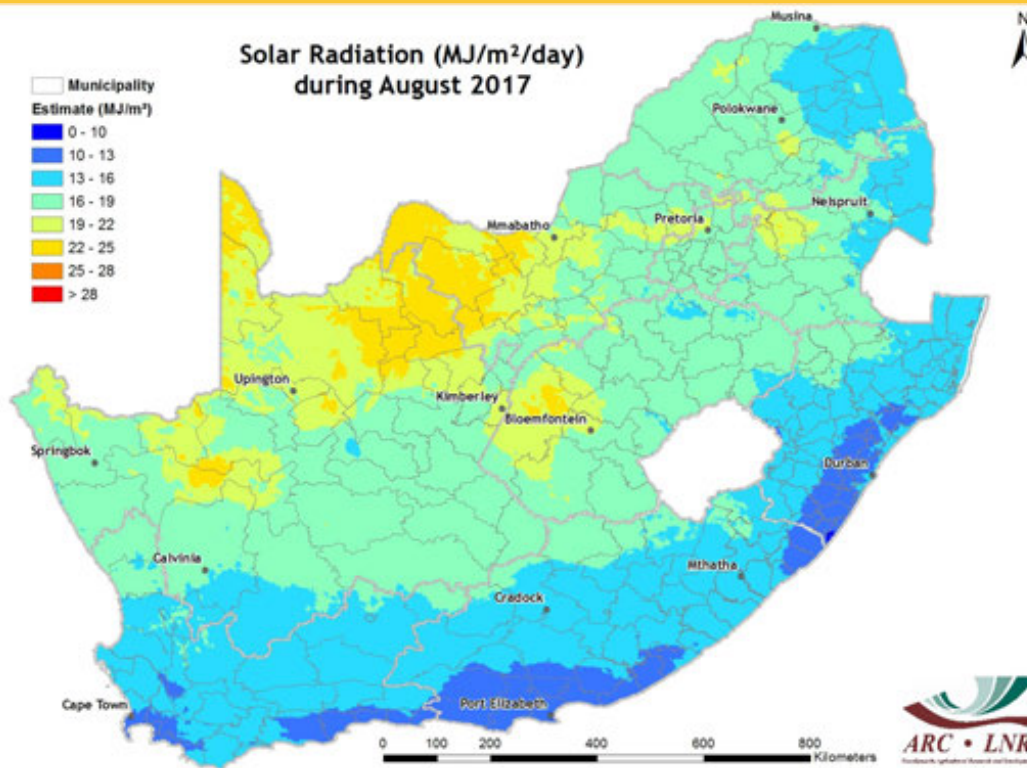 Solar Radiation (MJ/m²/day)
during August 2017
N
Municipality
Estimate (MJ/m²)
0 - 10
10 - 13
13 - 16
16 - 19
19 - 22
22 - 25
25 - 28
> 28
Musina
Polokwane
Nelspruit
Pretoria
Mmabatho
Upington
Kimberley
Bloemfontein
Springbok
Durban
Calvinia
Mthatha
Cradock
Cape Town
Port Elizabeth
0 100 200 400 600 800
Kilometers
ARC • LNR